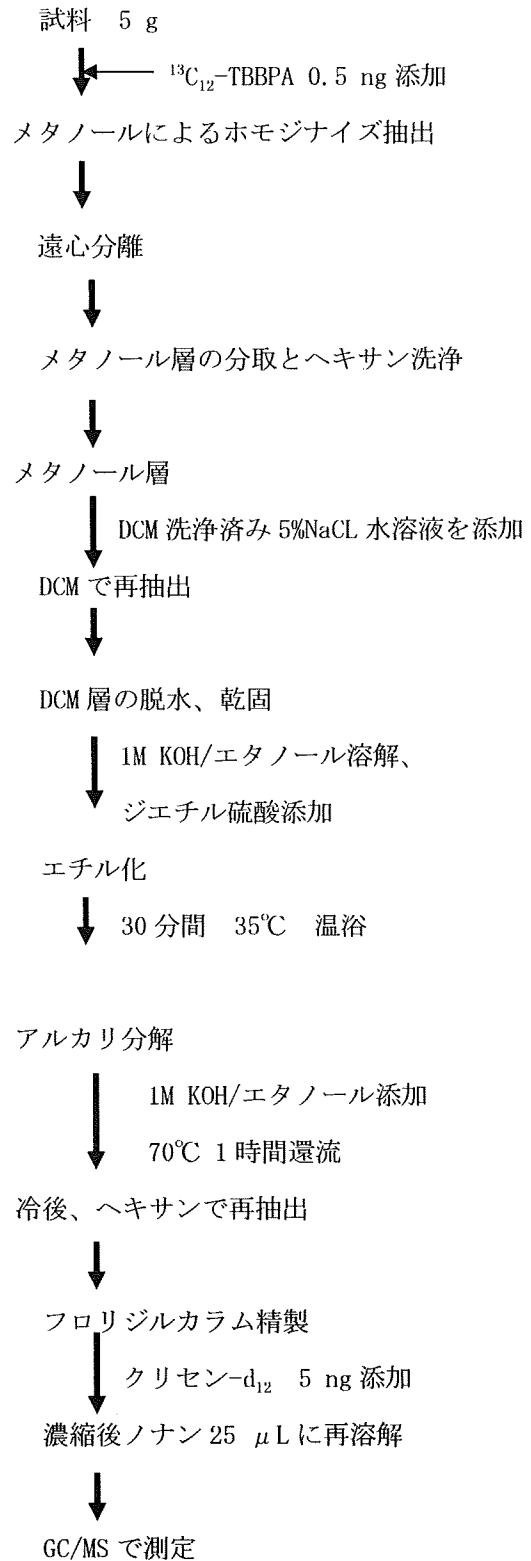 試料 5 g
¹³C₁₂-TBBPA 0.5 ng 添加
メタノールによるホモジナイズ抽出
遠心分離
メタノール層の分取とヘキサン洗浄
メタノール層
DCM 洗浄済み 5%NaCL 水溶液を添加
DCM で再抽出
DCM 層の脱水、乾固
1M KOH/エタノール溶解、
ジエチル硫酸添加
エチル化
30 分間 35℃ 温浴
アルカリ分解
1M KOH/エタノール添加
70℃ 1 時間還流
冷後、ヘキサンで再抽出
フロリジルカラム精製
クリセン-d₁₂ 5 ng 添加
濃縮後ノナン 25 μL に再溶解
GC/MS で測定